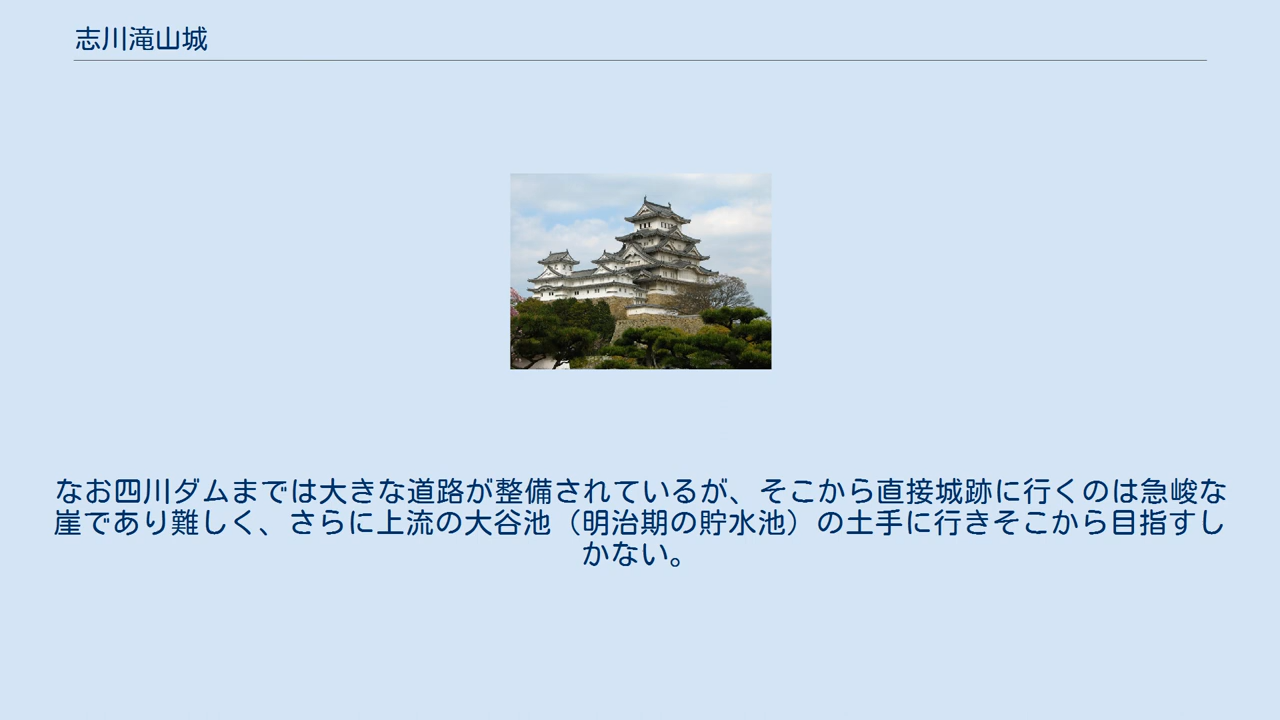 志川滝山城
なお四川ダムまでは大きな道路が整備されているが、そこから直接城跡に行くのは急峻な
崖であり難しく、さらに上流の大谷池（明治期の貯水池）の土手に行きそこから目指すし
かない。